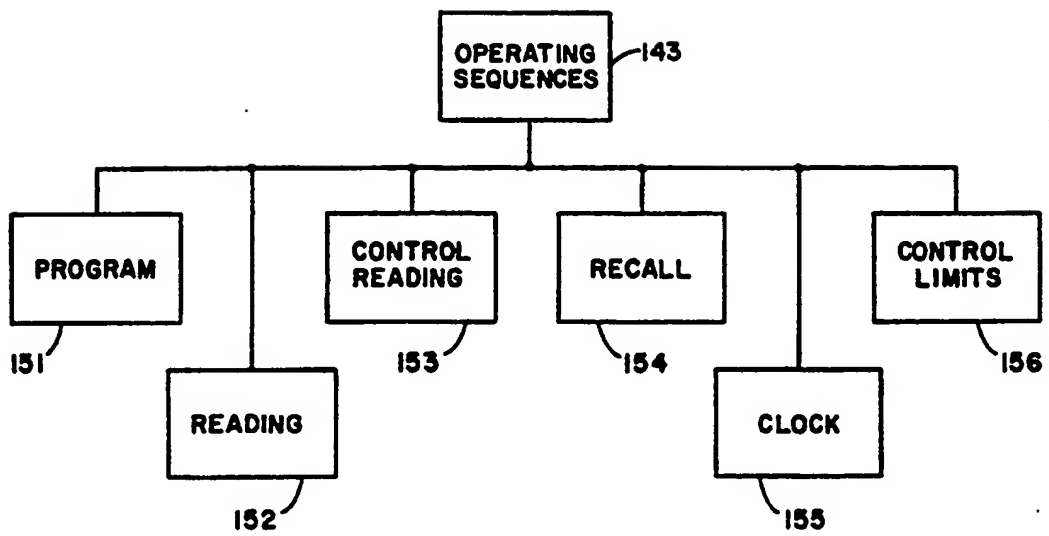 OPERATING
SEQUENCES
143
PROGRAM
151
READING
152
CONTROL
READING
153
RECALL
154
CLOCK
155
CONTROL
LIMITS
156